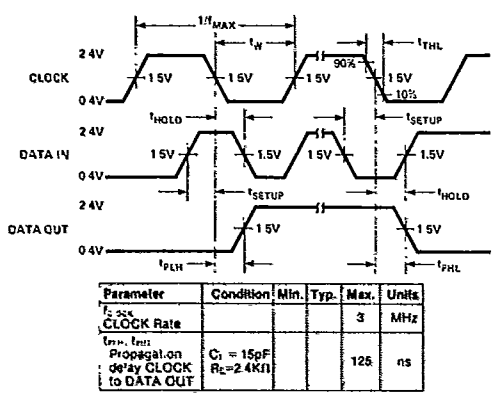 1/fMAX
tW
tTHL
2 4V
90%
CLOCK
1 5V
1 5V
1 5V
1 5V
0 4V
10%
tHOLD
tSETUP
2 4V
DATA IN
1 5V
1.5V
1 5V
1.5V
0 4V
tSETUP
tHOLD
2 4V
DATA OUT
1 5V
1 5V
0 4V
tPLH
tPHL
Parameter Condition Min. Typ. Max. Units
CLOCK Rate 3 MHz
Propagation
delay CLOCK
to DATA OUT
CL = 15pF
RL=2 4KΩ
125 ns